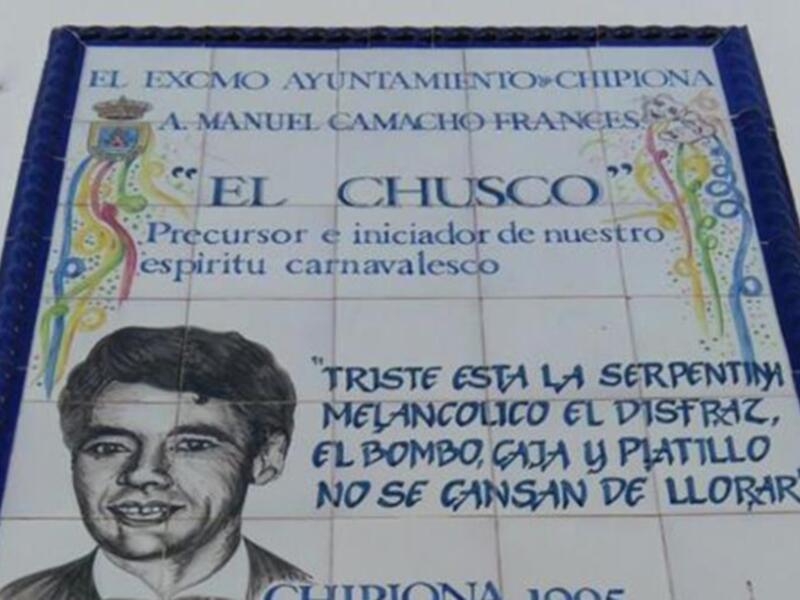 EL EXCMO AYUNTAMIENTO DE CHIPIONA
A. MANUEL CAMACHO FRANCES
"EL CHUSCO"
Precursor e iniciador de nuestro
espiritu carnavalesco
"TRISTE ESTA LA SERPENTINA
MELANCOLICO EL DISFRAZ,
EL BOMBO, CAJA Y PLATILLO
NO SE CANSAN DE LLORAR"
CHIPIONA 1995